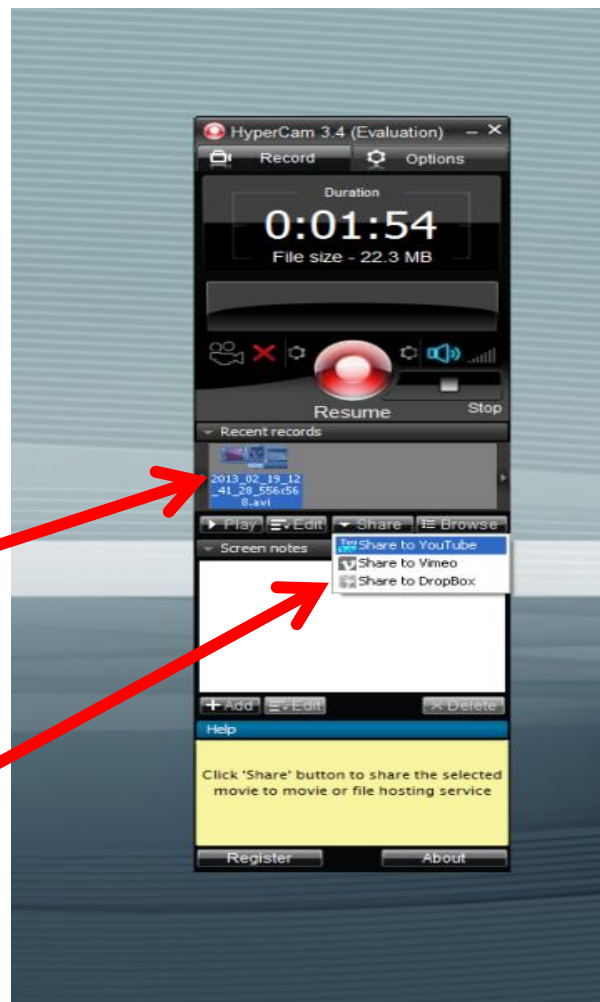 HyperCam 3.4 (Evaluation)
Record Options
Duration
0:01:54
File size - 22.3 MB
Resume
Stop
Recent records
2013_02_19_12
_41_28_556x56
8.avi
Play Edit Share Browse
Screen notes
You Tube Share to YouTube
Share to Vimeo
Share to DropBox
Add Edit Delete
Help
Click 'Share' button to share the selected
movie to movie or file hosting service
Register About